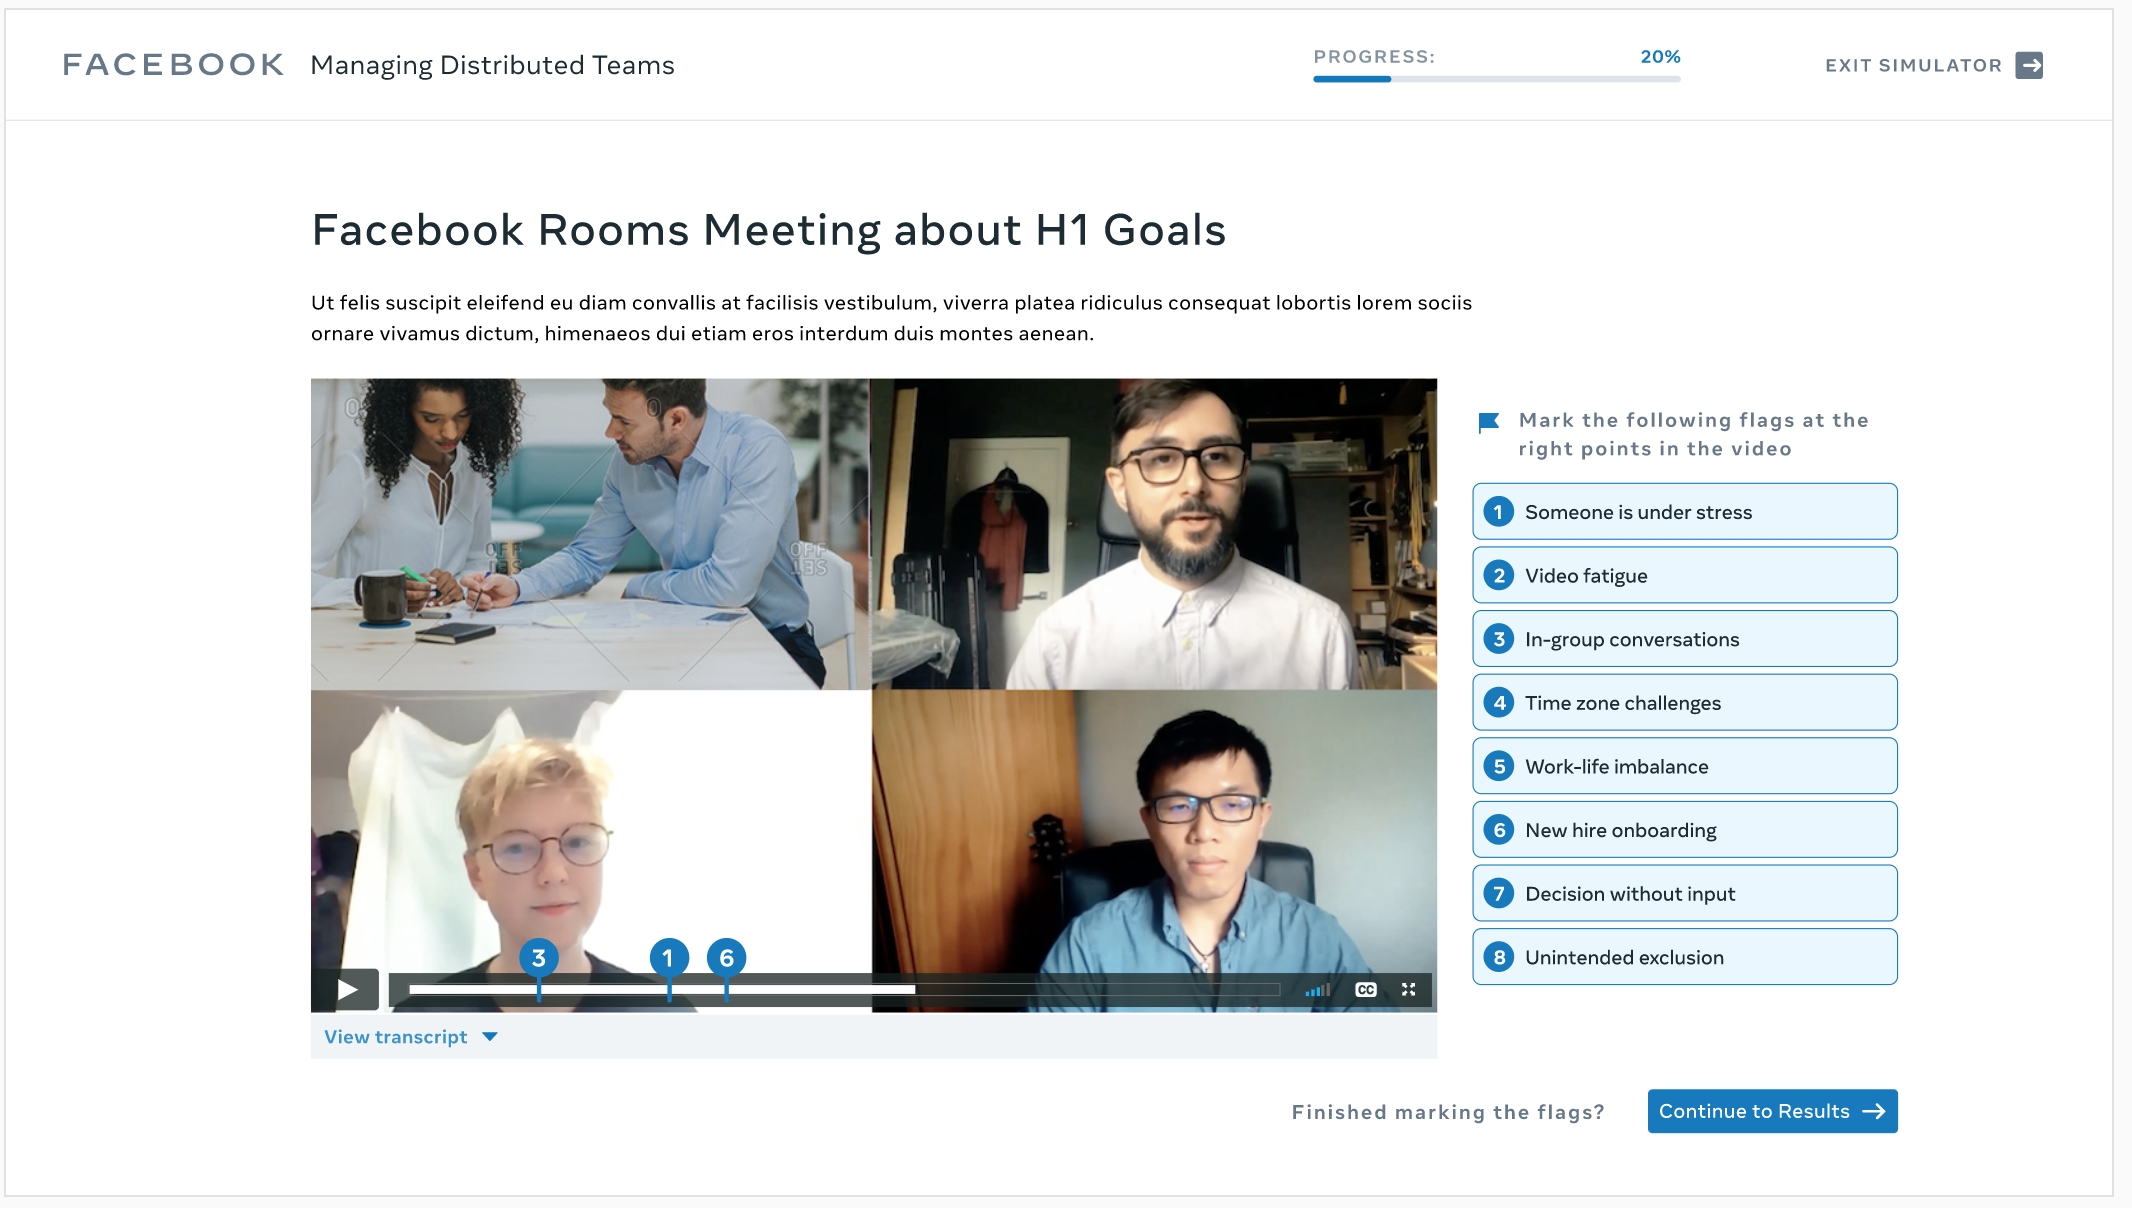 FACEBOOK Managing Distributed Teams
PROGRESS: 20%
EXIT SIMULATOR
Facebook Rooms Meeting about H1 Goals
Ut felis suscipit eleifend eu diam convallis at facilisis vestibulum, viverra platea ridiculus consequat lobortis lorem sociis
ornare vivamus dictum, himenaeos dui etiam eros interdum duis montes aenean.
OFF
SET
OFF
SET
Mark the following flags at the
right points in the video
1 Someone is under stress
2 Video fatigue
3 In-group conversations
4 Time zone challenges
5 Work-life imbalance
6 New hire onboarding
7 Decision without input
8 Unintended exclusion
3 1 6
CC
View transcript
Finished marking the flags?
Continue to Results